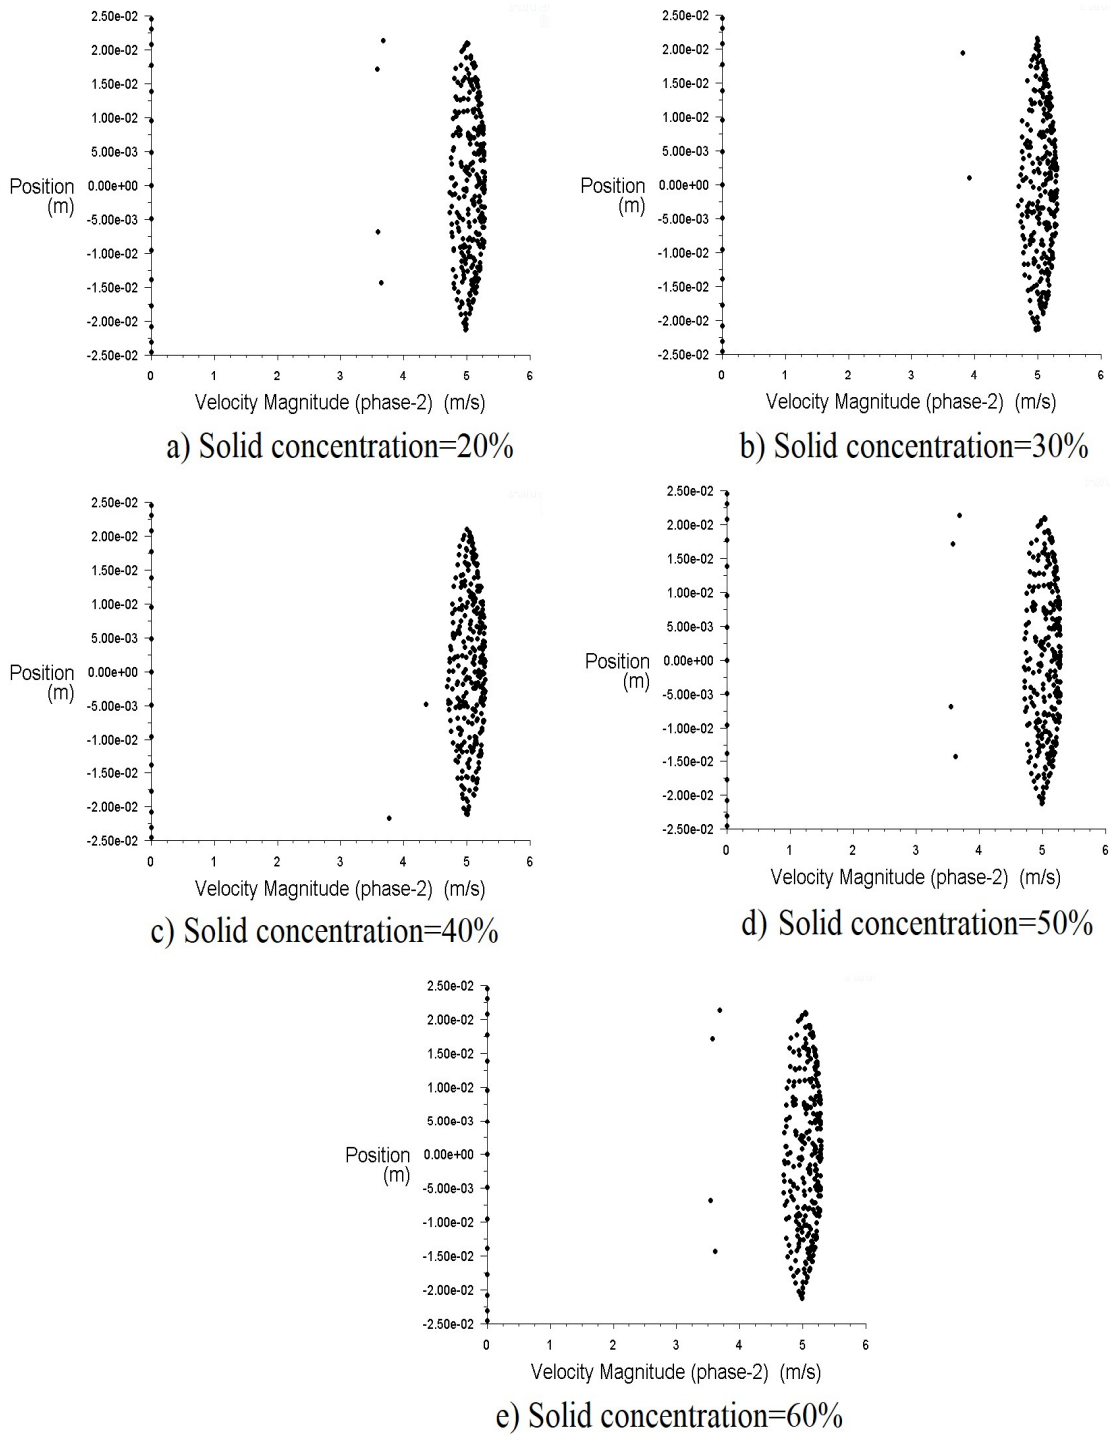 2.50e-02
2.00e-02
1.50e-02
1.00e-02
5.00e-03
Position 0.00e+00
(m)
-5.00e-03
-1.00e-02
-1.50e-02
-2.00e-02
-2.50e-02
0 1 2 3 4 5 6
Velocity Magnitude (phase-2) (m/s)
a) Solid concentration=20%
2.50e-02
2.00e-02
1.50e-02
1.00e-02
5.00e-03
Position 0.00e+00
(m)
-5.00e-03
-1.00e-02
-1.50e-02
-2.00e-02
-2.50e-02
0 1 2 3 4 5 6
Velocity Magnitude (phase-2) (m/s)
b) Solid concentration=30%
2.50e-02
2.00e-02
1.50e-02
1.00e-02
5.00e-03
Position 0.00e+00
(m)
-5.00e-03
-1.00e-02
-1.50e-02
-2.00e-02
-2.50e-02
0 1 2 3 4 5 6
Velocity Magnitude (phase-2) (m/s)
c) Solid concentration=40%
2.50e-02
2.00e-02
1.50e-02
1.00e-02
5.00e-03
Position 0.00e+00
(m)
-5.00e-03
-1.00e-02
-1.50e-02
-2.00e-02
-2.50e-02
0 1 2 3 4 5 6
Velocity Magnitude (phase-2) (m/s)
d) Solid concentration=50%
2.50e-02
2.00e-02
1.50e-02
1.00e-02
5.00e-03
Position 0.00e+00
(m)
-5.00e-03
-1.00e-02
-1.50e-02
-2.00e-02
-2.50e-02
0 1 2 3 4 5 6
Velocity Magnitude (phase-2) (m/s)
e) Solid concentration=60%